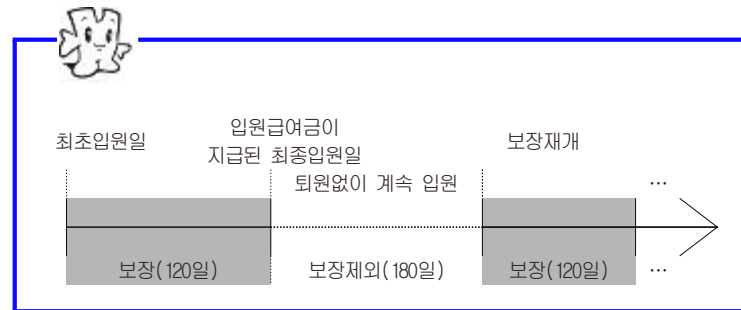 최초입원일
입원급여금이
지급된 최종입원일
보장재개
퇴원없이 계속 입원
…
보장(120일)
보장제외(180일)
보장(120일)
…